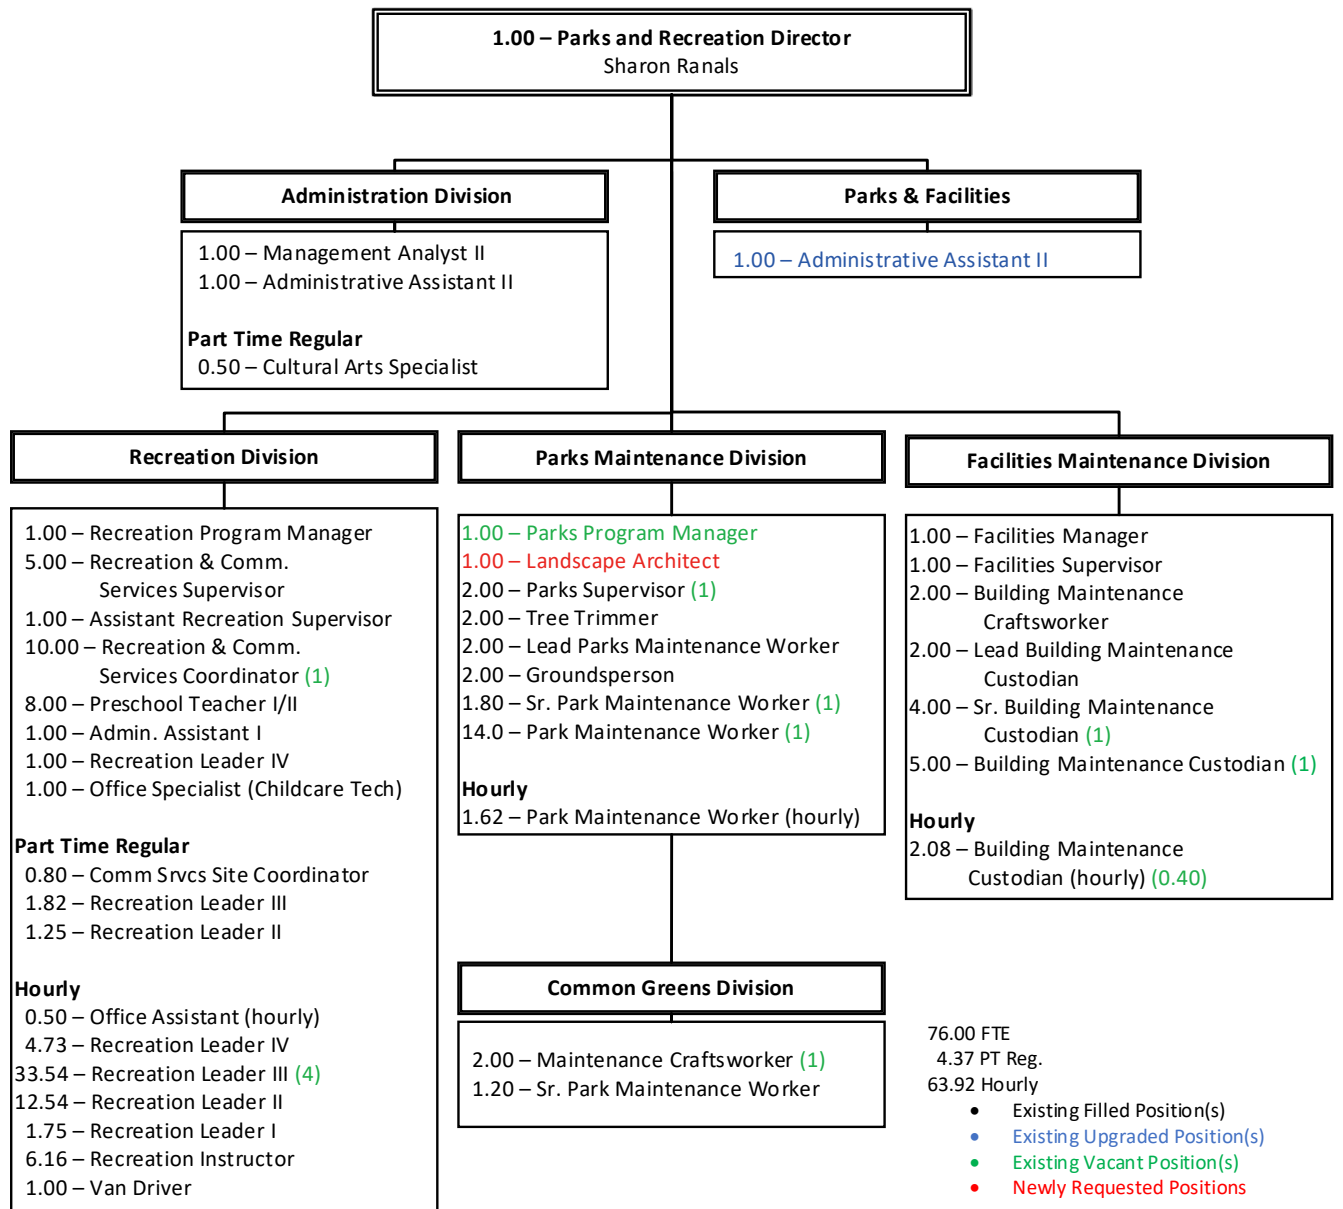 1.00 – Parks and Recreation Director
Sharon Ranals
Administration Division
1.00 – Management Analyst II
1.00 – Administrative Assistant II
Part Time Regular
0.50 – Cultural Arts Specialist
Parks & Facilities
1.00 – Administrative Assistant II
Recreation Division
1.00 – Recreation Program Manager
5.00 – Recreation & Comm.
Services Supervisor
1.00 – Assistant Recreation Supervisor
10.00 – Recreation & Comm.
Services Coordinator (1)
8.00 – Preschool Teacher I/II
1.00 – Admin. Assistant I
1.00 – Recreation Leader IV
1.00 – Office Specialist (Childcare Tech)
Part Time Regular
0.80 – Comm Srvcs Site Coordinator
1.82 – Recreation Leader III
1.25 – Recreation Leader II
Hourly
0.50 – Office Assistant (hourly)
4.73 – Recreation Leader IV
33.54 – Recreation Leader III (4)
12.54 – Recreation Leader II
1.75 – Recreation Leader I
6.16 – Recreation Instructor
1.00 – Van Driver
Parks Maintenance Division
1.00 – Parks Program Manager
1.00 – Landscape Architect
2.00 – Parks Supervisor (1)
2.00 – Tree Trimmer
2.00 – Lead Parks Maintenance Worker
2.00 – Groundsperson
1.80 – Sr. Park Maintenance Worker (1)
14.0 – Park Maintenance Worker (1)
Hourly
1.62 – Park Maintenance Worker (hourly)
Common Greens Division
2.00 – Maintenance Craftsworker (1)
1.20 – Sr. Park Maintenance Worker
Facilities Maintenance Division
1.00 – Facilities Manager
1.00 – Facilities Supervisor
2.00 – Building Maintenance
Craftsworker
2.00 – Lead Building Maintenance
Custodian
4.00 – Sr. Building Maintenance
Custodian (1)
5.00 – Building Maintenance Custodian (1)
Hourly
2.08 – Building Maintenance
Custodian (hourly) (0.40)
76.00 FTE
4.37 PT Reg.
63.92 Hourly
• Existing Filled Position(s)
• Existing Upgraded Position(s)
• Existing Vacant Position(s)
• Newly Requested Positions